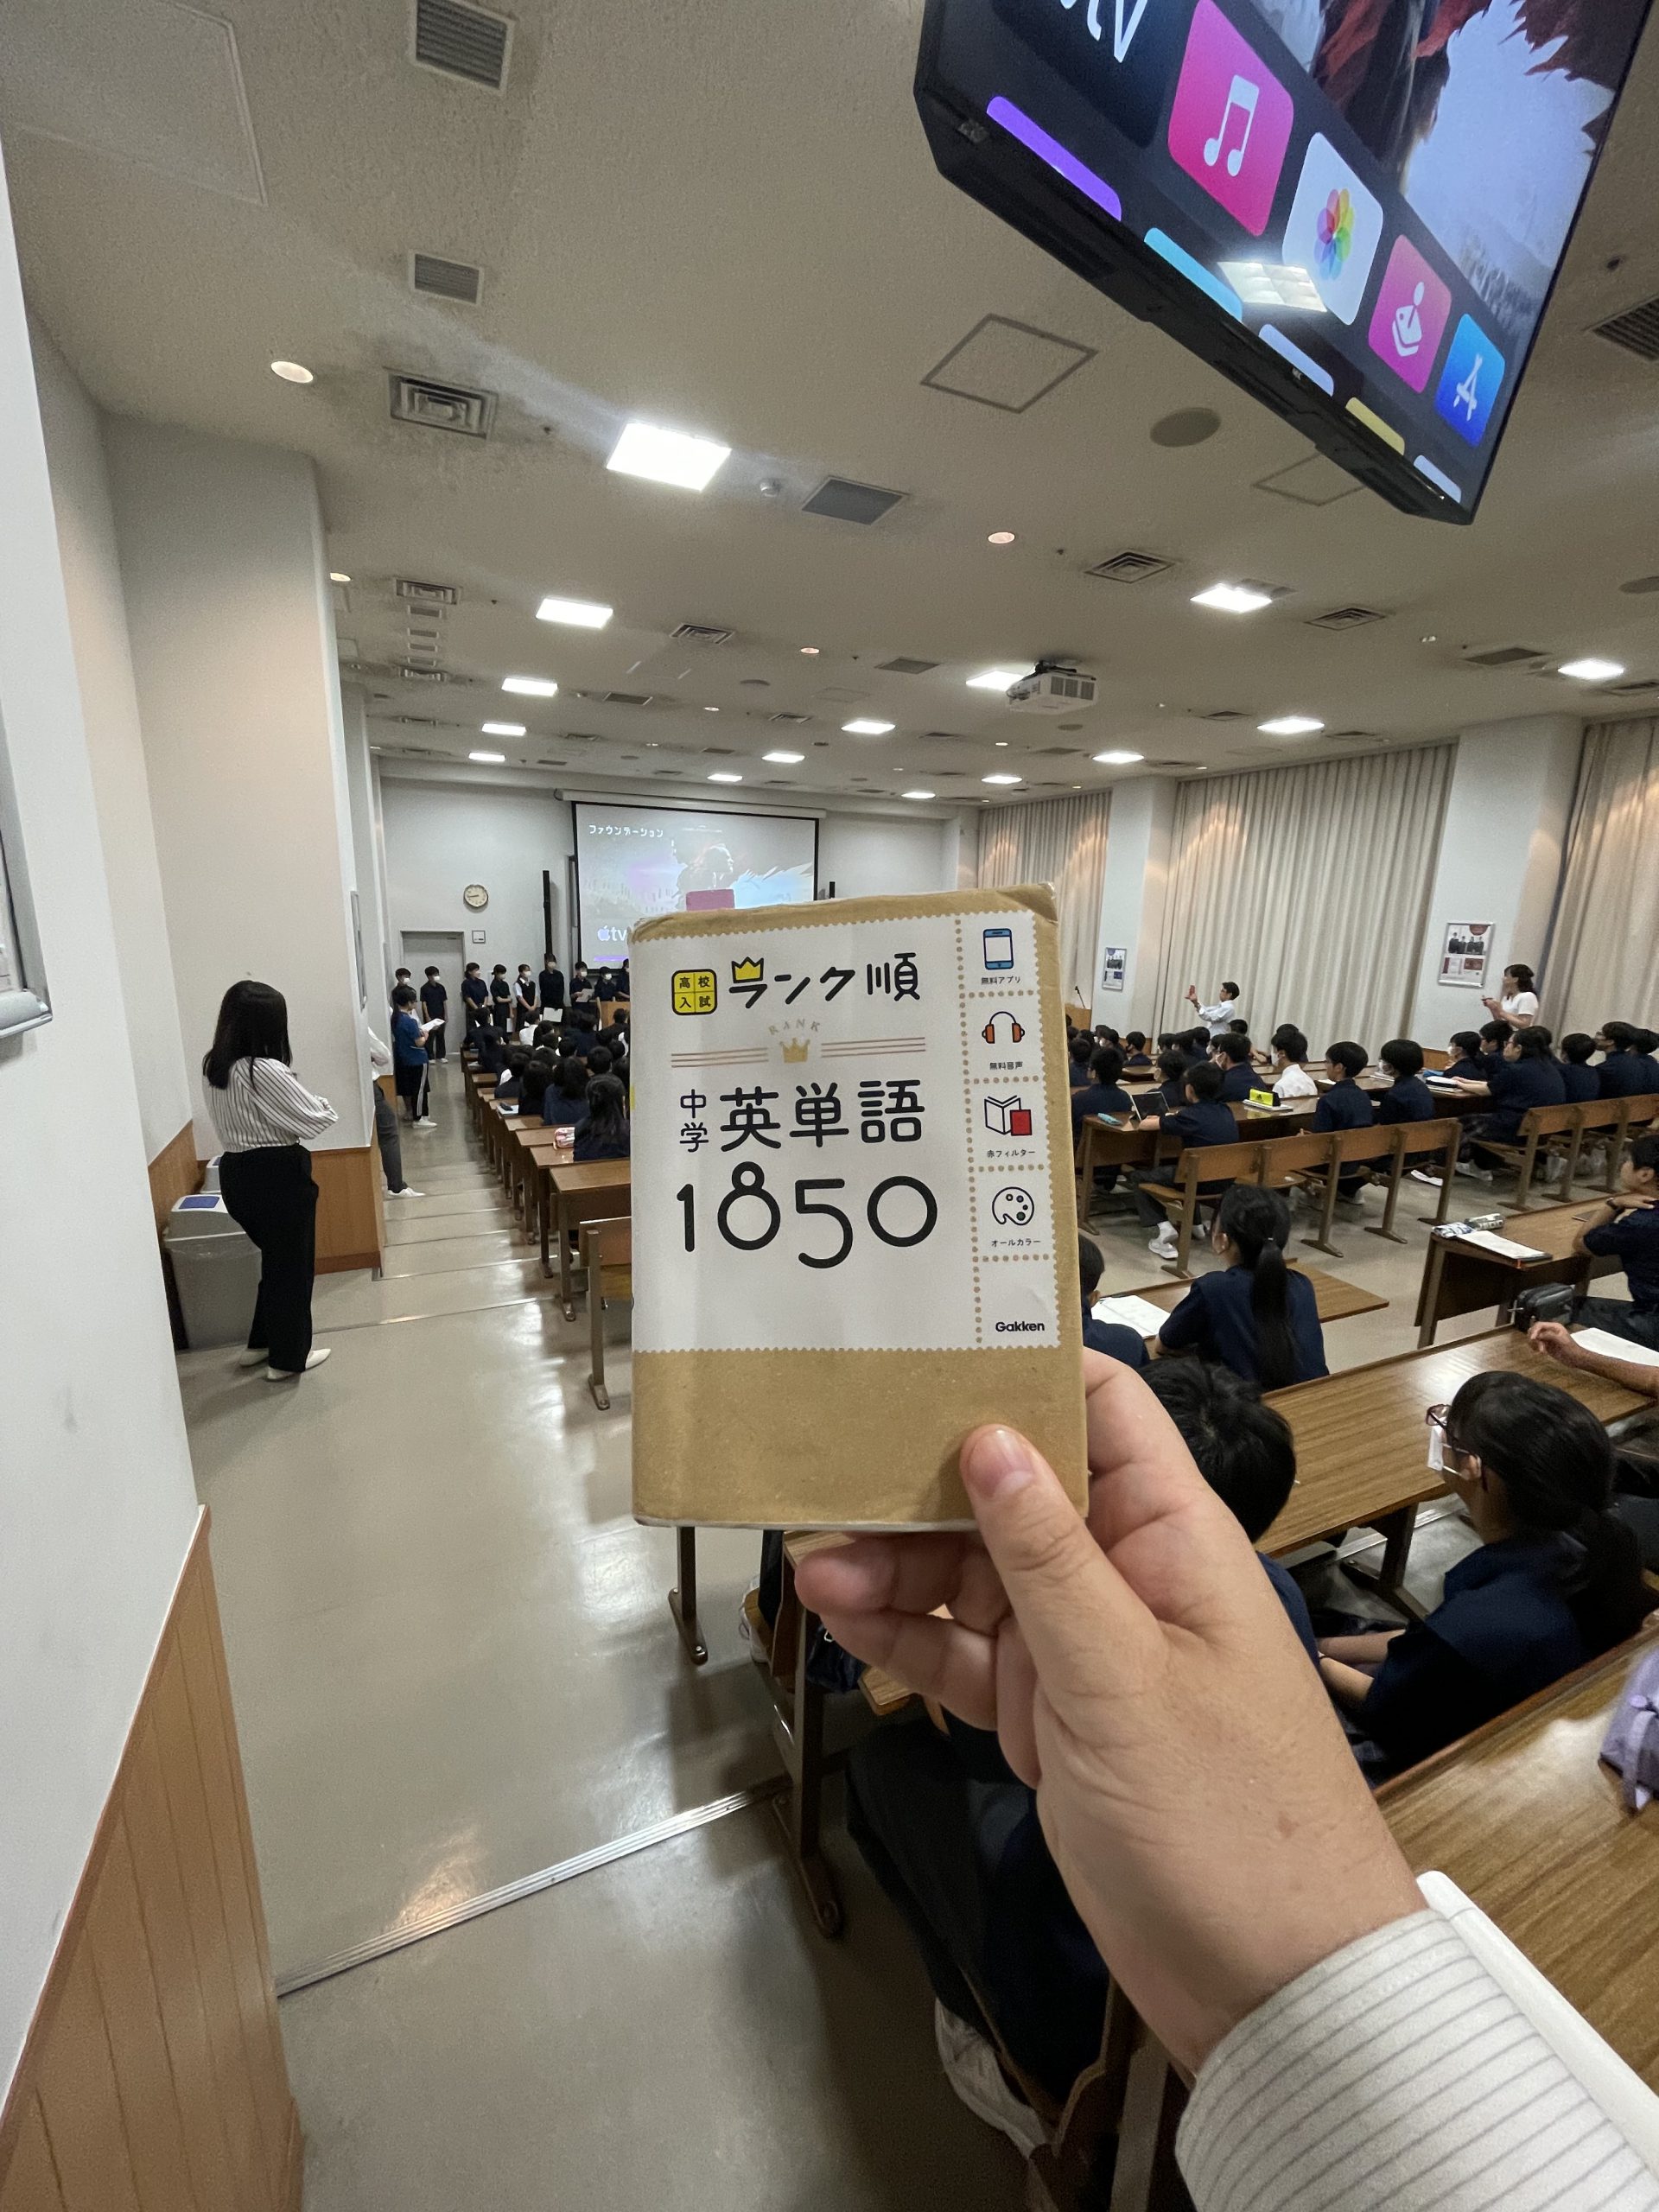 tv
ファウンデーション
tv
高校
入試
ランク順
RANK
中学
英単語
1850
無料アプリ
無料音声
赤フィルター
オールカラー
Gakken